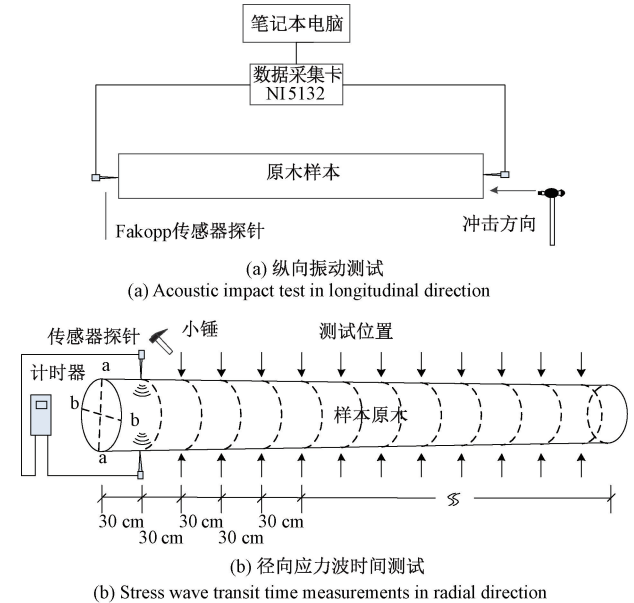 笔记本电脑
数据采集卡
NI 5132
原木样本
Fakopp传感器探针
冲击方向
(a) 纵向振动测试
(a) Acoustic impact test in longitudinal direction
传感器探针
小锤
测试位置
计时器
a
b
b
a
样本原木
30 cm
30 cm
30 cm
30 cm
30 cm
(b) 径向应力波时间测试
(b) Stress wave transit time measurements in radial direction